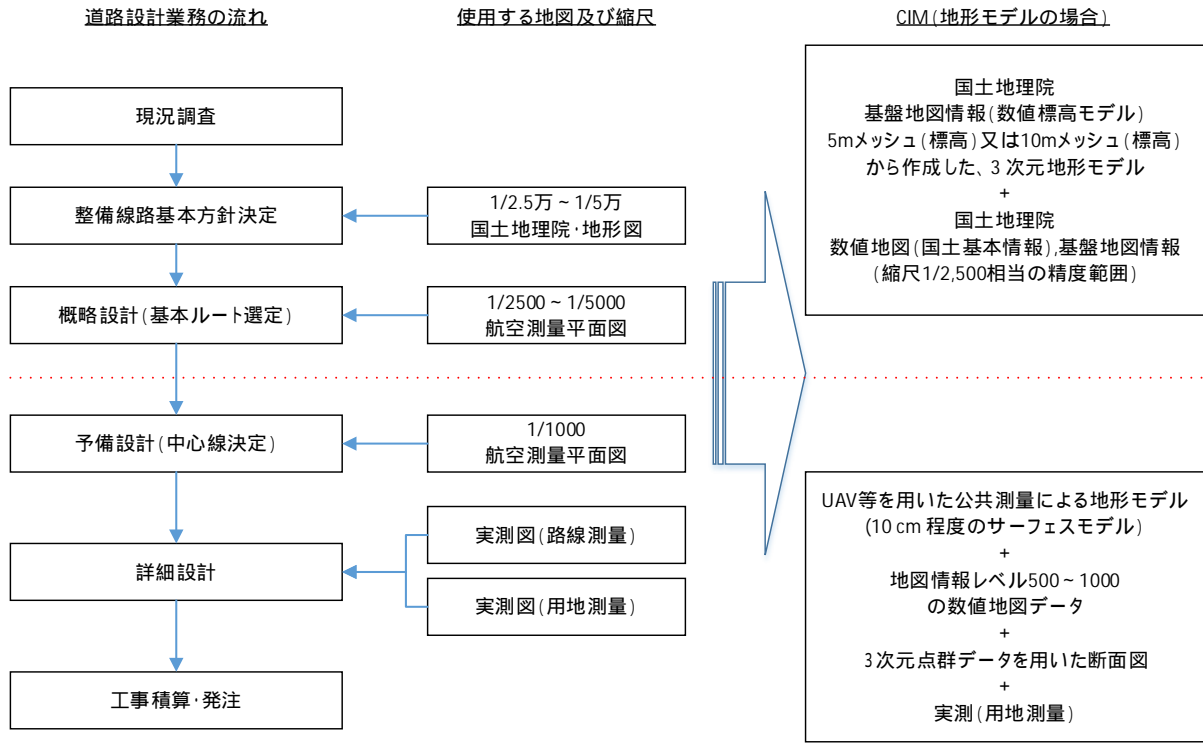 道路設計業務の流れ
使用する地図及び縮尺
CIM(地形モデルの場合)
現況調査
整備線路基本方針決定
概略設計(基本ルート選定)
予備設計(中心線決定)
詳細設計
工事積算・発注
1/2.5万~1/5万
国土地理院・地形図
1/2500~1/5000
航空測量平面図
1/1000
航空測量平面図
実測図(路線測量)
実測図(用地測量)
国土地理院
基盤地図情報(数値標高モデル)
5mメッシュ(標高)又は10mメッシュ(標高)
から作成した、3次元地形モデル
+
国土地理院
数値地図(国土基本情報),基盤地図情報
(縮尺1/2,500相当の精度範囲)
UAV等を用いた公共測量による地形モデル
(10 cm 程度のサーフェスモデル)
+
地図情報レベル500~1000
の数値地図データ
+
3次元点群データを用いた断面図
+
実測(用地測量)